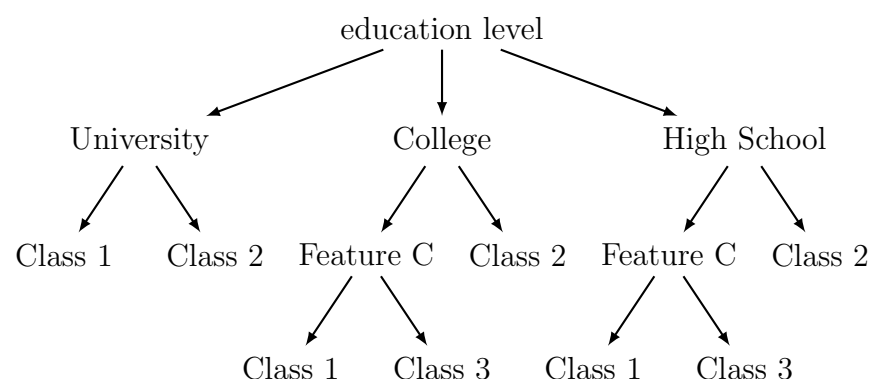 education level
University College High School
Class 1 Class 2 Feature C Class 2 Feature C Class 2
Class 1 Class 3 Class 1 Class 3